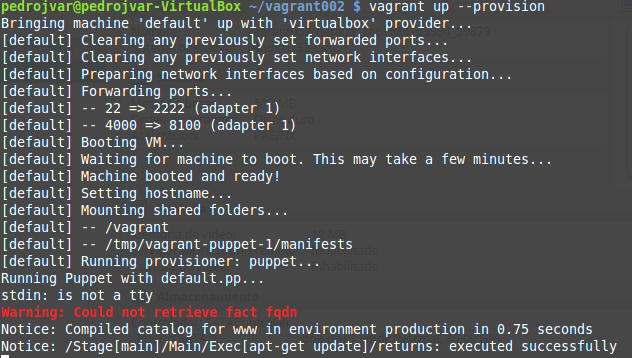 pedrojvar@pedrojvar-VirtualBox ~/vagrant002 $ vagrant up --provision
Bringing machine 'default' up with 'virtualbox' provider...
[default] Clearing any previously set forwarded ports...
[default] Clearing any previously set network interfaces...
[default] Preparing network interfaces based on configuration...
[default] Forwarding ports...
[default] -- 22 => 2222 (adapter 1)
[default] -- 4000 => 8100 (adapter 1)
[default] Booting VM...
[default] Waiting for machine to boot. This may take a few minutes...
[default] Machine booted and ready!
[default] Setting hostname...
[default] Mounting shared folders...
[default] -- /vagrant
[default] -- /tmp/vagrant-puppet-1/manifests
[default] Running provisioner: puppet...
Running Puppet with default.pp...
stdin: is not a tty
Warning: Could not retrieve fact fqdn
Notice: Compiled catalog for www in environment production in 0.75 seconds
Notice: /Stage[main]/Main/Exec[apt-get update]/returns: executed successfully